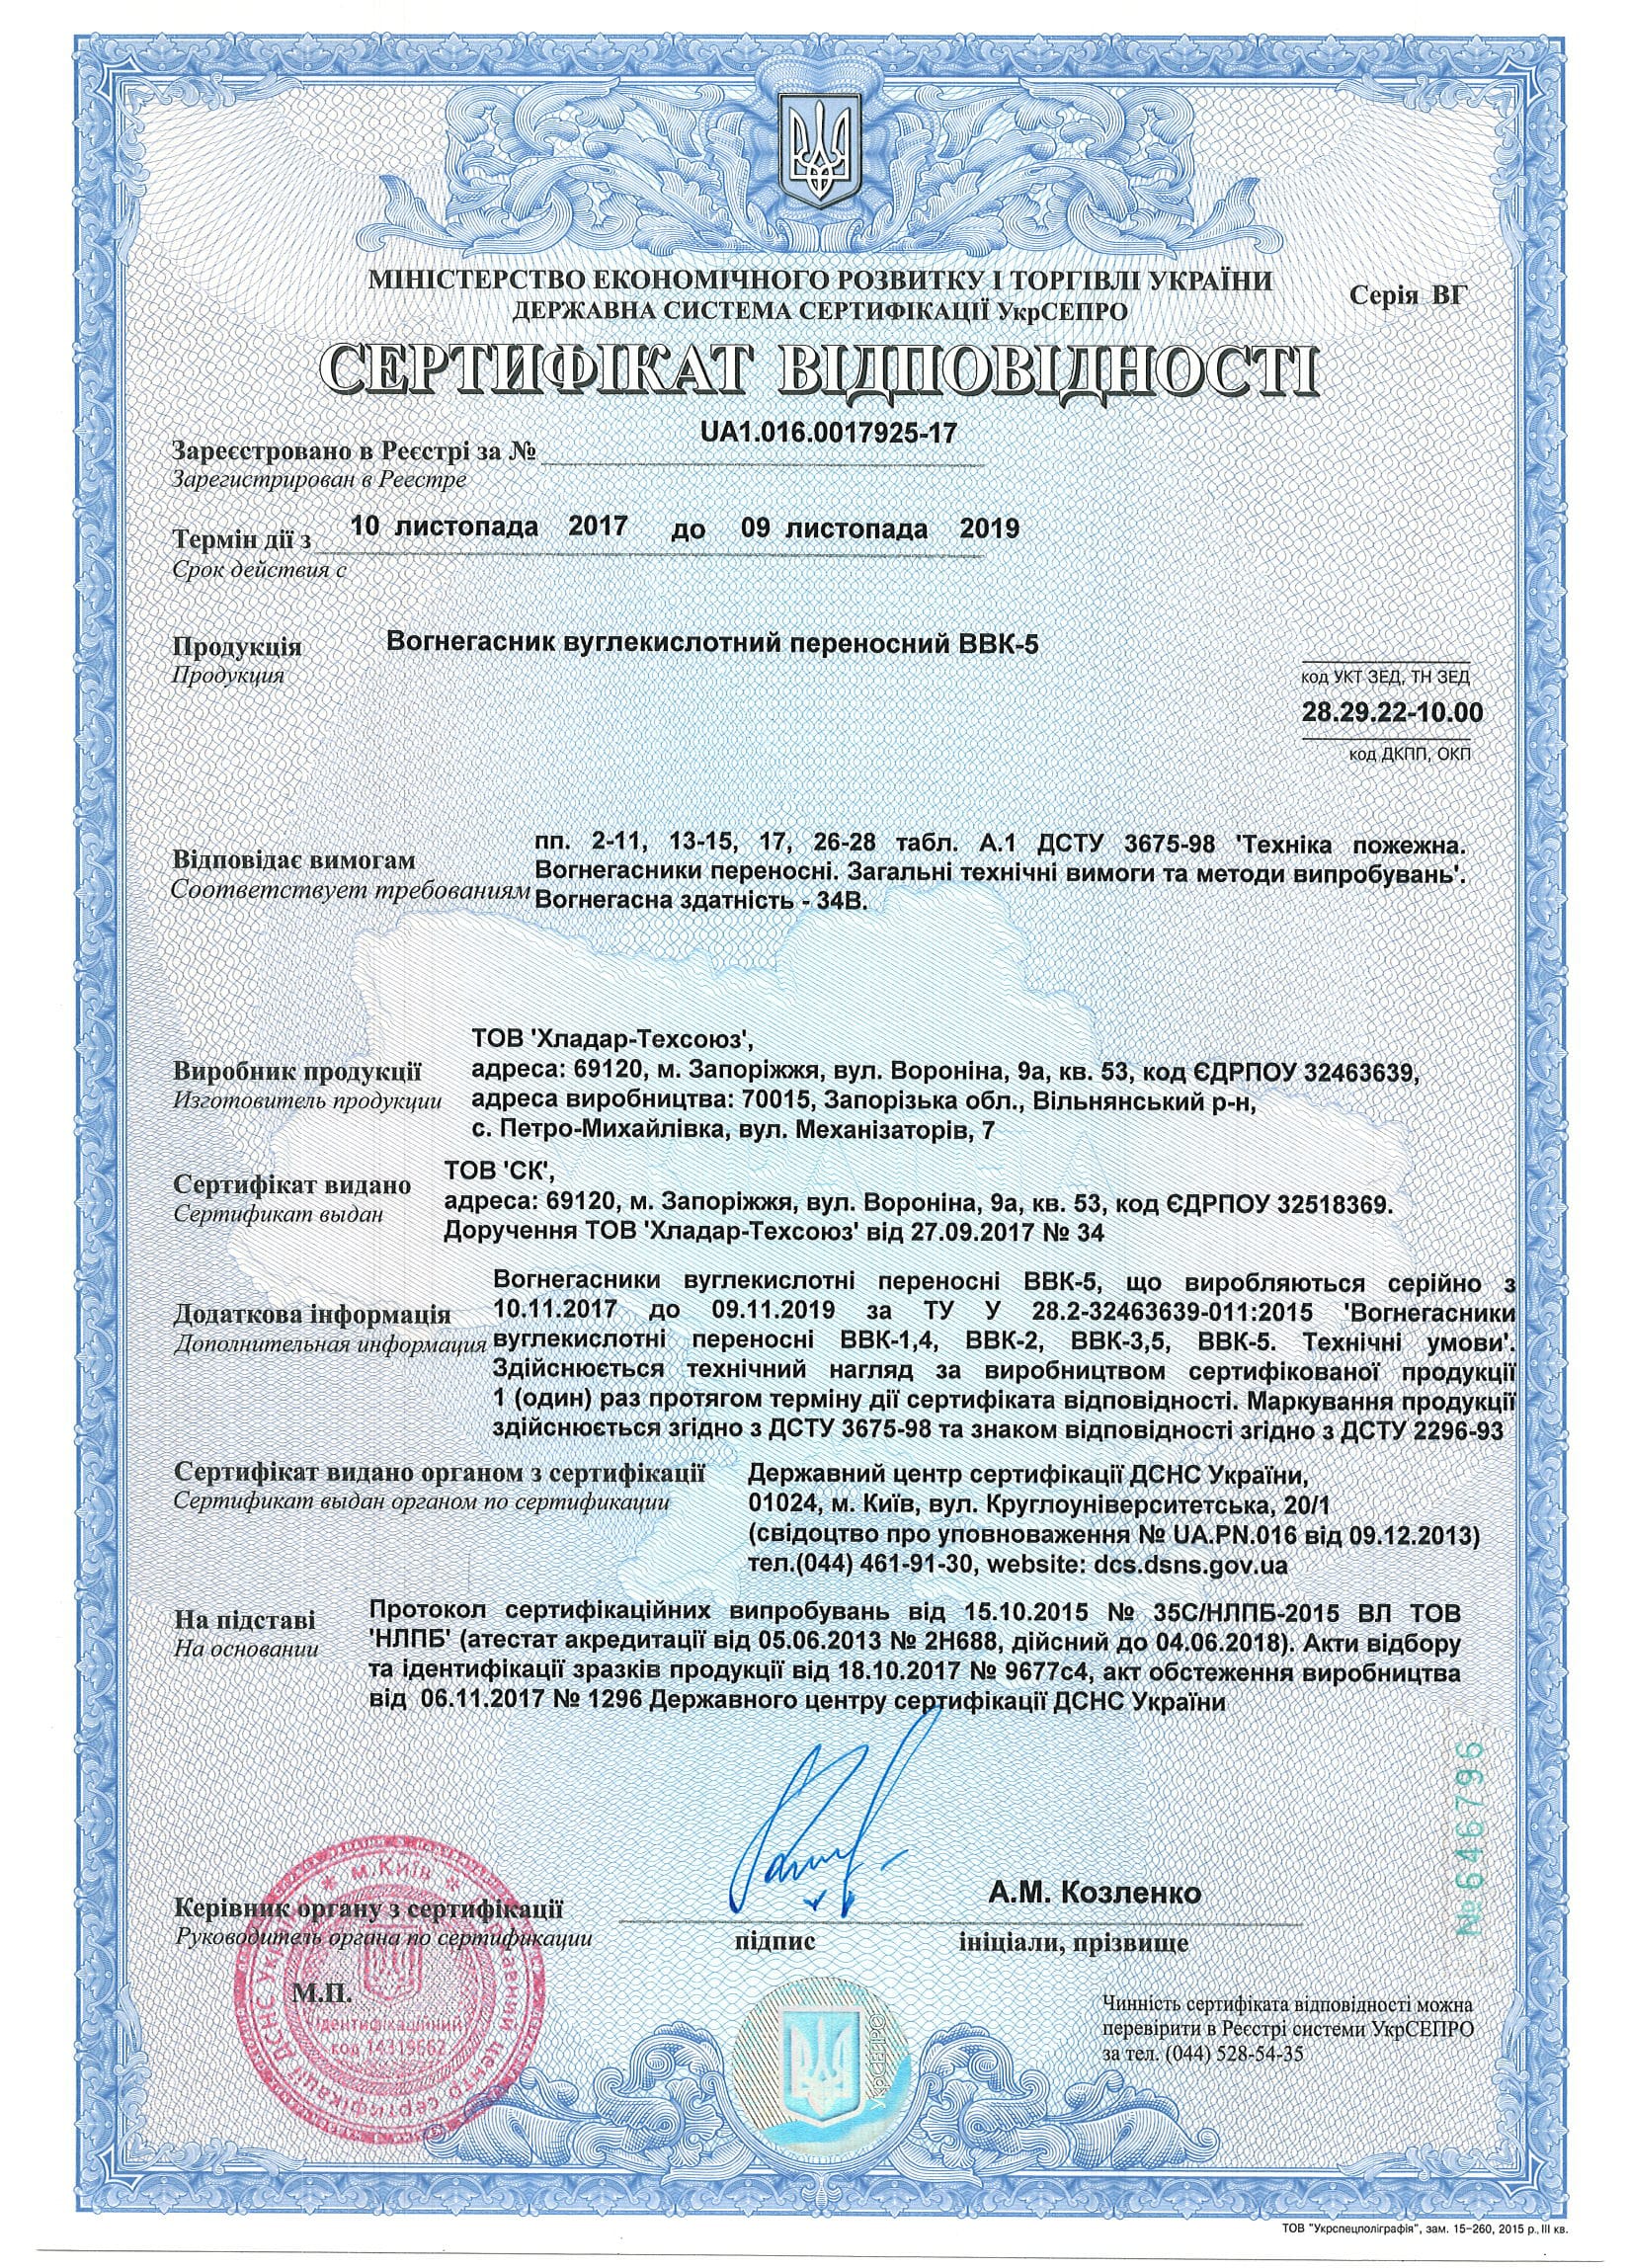 МІНІСТЕРСТВО ЕКОНОМІЧНОГО РОЗВИТКУ І ТОРГІВЛІ УКРАЇНИ
ДЕРЖАВНА СИСТЕМА СЕРТИФІКАЦІЇ УкрСЕПРО
Серія ВГ
СЕРТИФІКАТ ВІДПОВІДНОСТІ
UA1.016.0017925-17
Зареєстровано в Реєстрі за №
Зарегистрирован в Реестре
Термін дії з 10 листопада 2017 до 09 листопада 2019
Срок действия с
Продукція Вогнегасник вуглекислотний переносний ВВК-5
Продукция
код УКТ ЗЕД, ТН ЗЕД
28.29.22-10.00
код ДКПП, ОКП
Відповідає вимогам
Соответствует требованиям
пп. 2-11, 13-15, 17, 26-28 табл. А.1 ДСТУ 3675-98 'Техніка пожежна.
Вогнегасники переносні. Загальні технічні вимоги та методи випробувань'.
Вогнегасна здатність - 34В.
Виробник продукції
Изготовитель продукции
ТОВ 'Хладар-Техсоюз',
адреса: 69120, м. Запоріжжя, вул. Вороніна, 9а, кв. 53, код ЄДРПОУ 32463639,
адреса виробництва: 70015, Запорізька обл., Вільнянський р-н,
с. Петро-Михайлівка, вул. Механізаторів, 7
Сертифікат видано
Сертификат выдан
ТОВ 'СК',
адреса: 69120, м. Запоріжжя, вул. Вороніна, 9а, кв. 53, код ЄДРПОУ 32518369.
Доручення ТОВ 'Хладар-Техсоюз' від 27.09.2017 № 34
Додаткова інформація
Дополнительная информация
Вогнегасники вуглекислотні переносні ВВК-5, що виробляються серійно з
10.11.2017 до 09.11.2019 за ТУ У 28.2-32463639-011:2015 'Вогнегасники
вуглекислотні переносні ВВК-1,4, ВВК-2, ВВК-3,5, ВВК-5. Технічні умови'.
Здійснюється технічний нагляд за виробництвом сертифікованої продукції
1 (один) раз протягом терміну дії сертифіката відповідності. Маркування продукції
здійснюється згідно з ДСТУ 3675-98 та знаком відповідності згідно з ДСТУ 2296-93
Сертифікат видано органом з сертифікації
Сертификат выдан органом по сертификации
Державний центр сертифікації ДСНС України,
01024, м. Київ, вул. Круглоуніверситетська, 20/1
(свідоцтво про уповноваження № UA.PN.016 від 09.12.2013)
тел.(044) 461-91-30, website: dcs.dsns.gov.ua
На підставі
На основании
Протокол сертифікаційних випробувань від 15.10.2015 № 35С/НЛПБ-2015 ВЛ ТОВ
'НЛПБ' (атестат акредитації від 05.06.2013 № 2Н688, дійсний до 04.06.2018). Акти відбору
та ідентифікації зразків продукції від 18.10.2017 № 9677с4, акт обстеження виробництва
від 06.11.2017 № 1296 Державного центру сертифікації ДСНС України
№646796
Керівник органу з сертифікації
Руководитель органа по сертификации
А.М. Козленко
підпис
ініціали, прізвище
М.П.
м.Київ
Державний центр сертифікації ДСНС України
Ідентифікаційний
код 14319662
УкрСЕПРО
Чинність сертифіката відповідності можна
перевірити в Реєстрі системи УкрСЕПРО
за тел. (044) 528-54-35
ТОВ "Укрспецполіграфія", зам. 15-260, 2015 р., ІІІ кв.